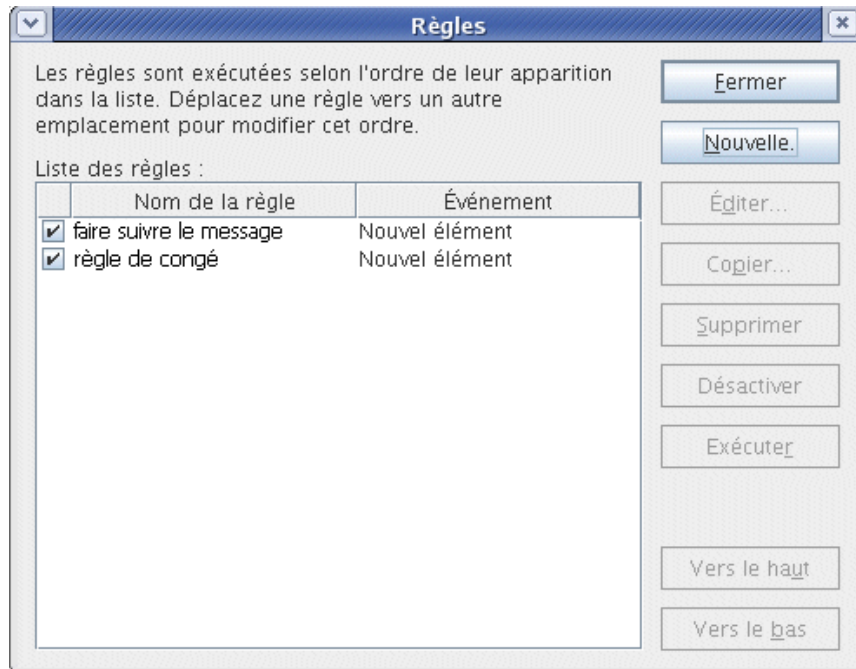 Règles
Les règles sont exécutées selon l'ordre de leur apparition
dans la liste. Déplacez une règle vers un autre
emplacement pour modifier cet ordre.
Liste des règles :
Nom de la règle Événement
faire suivre le message Nouvel élément
règle de congé Nouvel élément
Fermer
Nouvelle.
Éditer...
Copier...
Supprimer
Désactiver
Exécuter
Vers le haut
Vers le bas